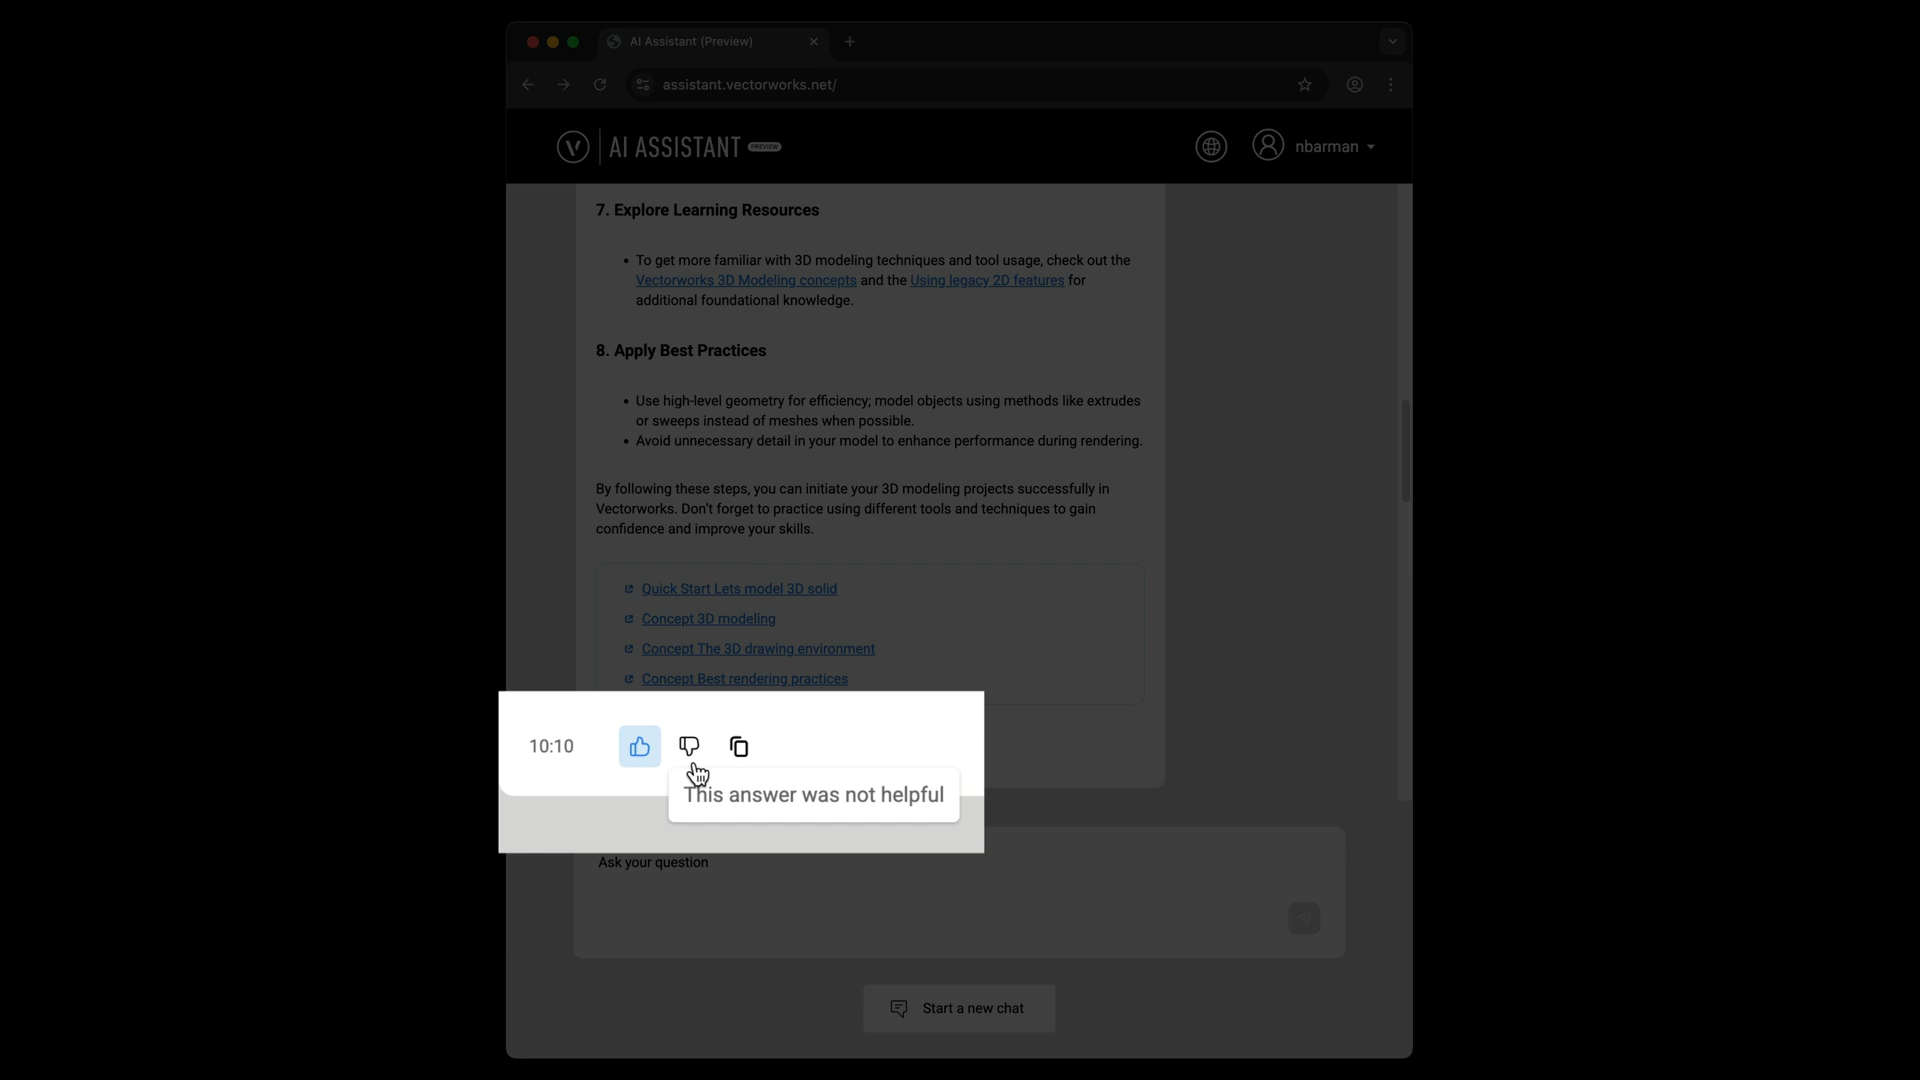 AI Assistant (Preview)
assistant.vectorworks.net/
V AI ASSISTANT PREVIEW
nbarman
7. Explore Learning Resources
• To get more familiar with 3D modeling techniques and tool usage, check out the
Vectorworks 3D Modeling concepts and the Using legacy 2D features for
additional foundational knowledge.
8. Apply Best Practices
• Use high-level geometry for efficiency; model objects using methods like extrudes
or sweeps instead of meshes when possible.
• Avoid unnecessary detail in your model to enhance performance during rendering.
By following these steps, you can initiate your 3D modeling projects successfully in
Vectorworks. Don't forget to practice using different tools and techniques to gain
confidence and improve your skills.
Quick Start Lets model 3D solid
Concept 3D modeling
Concept The 3D drawing environment
Concept Best rendering practices
10:10
This answer was not helpful
Ask your question
Start a new chat